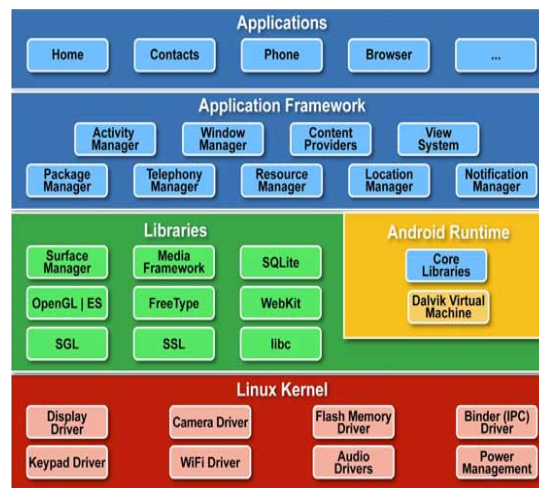 Applications
Home Contacts Phone Browser ...
Application Framework
Activity Manager
Window Manager
Content Providers
View System
Package Manager
Telephony Manager
Resource Manager
Location Manager
Notification Manager
Libraries
Surface Manager
Media Framework
SQLite
OpenGL | ES
FreeType
WebKit
SGL
SSL
libc
Android Runtime
Core Libraries
Dalvik Virtual Machine
Linux Kernel
Display Driver
Camera Driver
Flash Memory Driver
Binder (IPC) Driver
Keypad Driver
WiFi Driver
Audio Drivers
Power Management